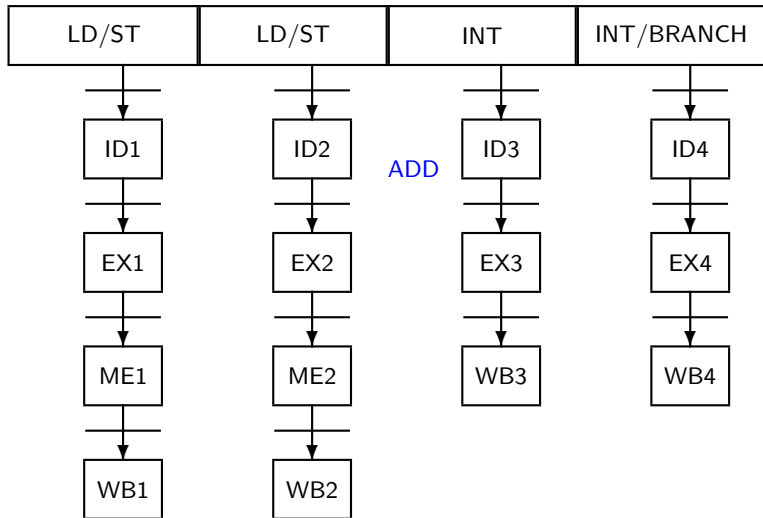 LD/ST LD/ST INT INT/BRANCH
ID1 ID2 ID3 ID4
ADD
EX1 EX2 EX3 EX4
ME1 ME2 WB3 WB4
WB1 WB2